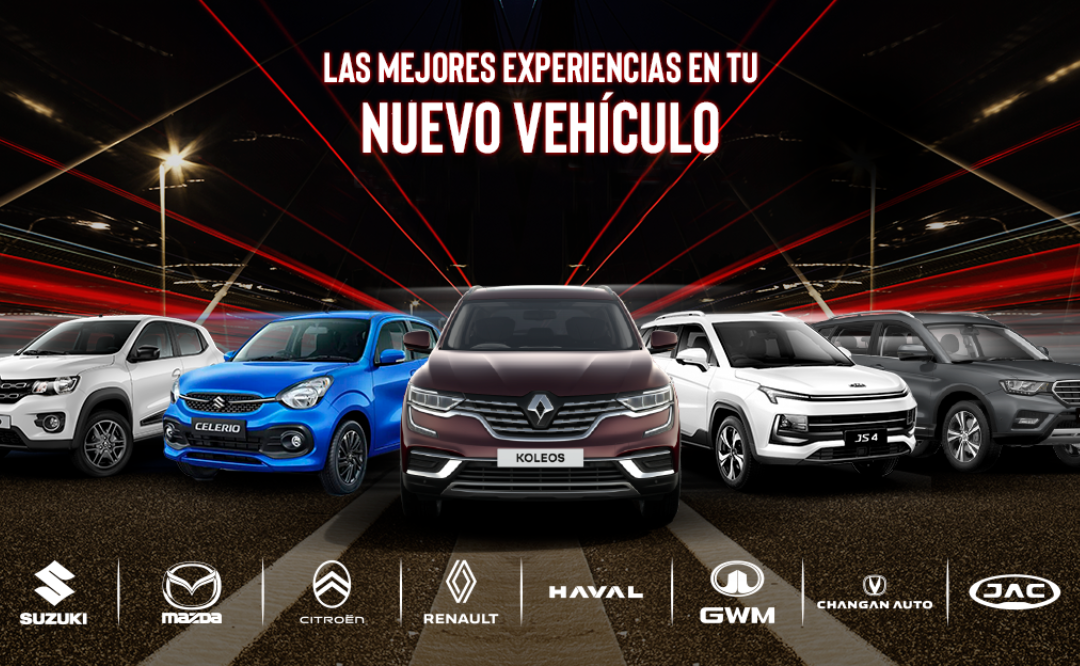 LAS MEJORES EXPERIENCIAS EN TU
NUEVO VEHÍCULO
CELERIO
KOLEOS
JS4
SUZUKI
mazda
CITROËN
RENAULT
HAVAL
GWM
CHANGAN AUTO
JAC